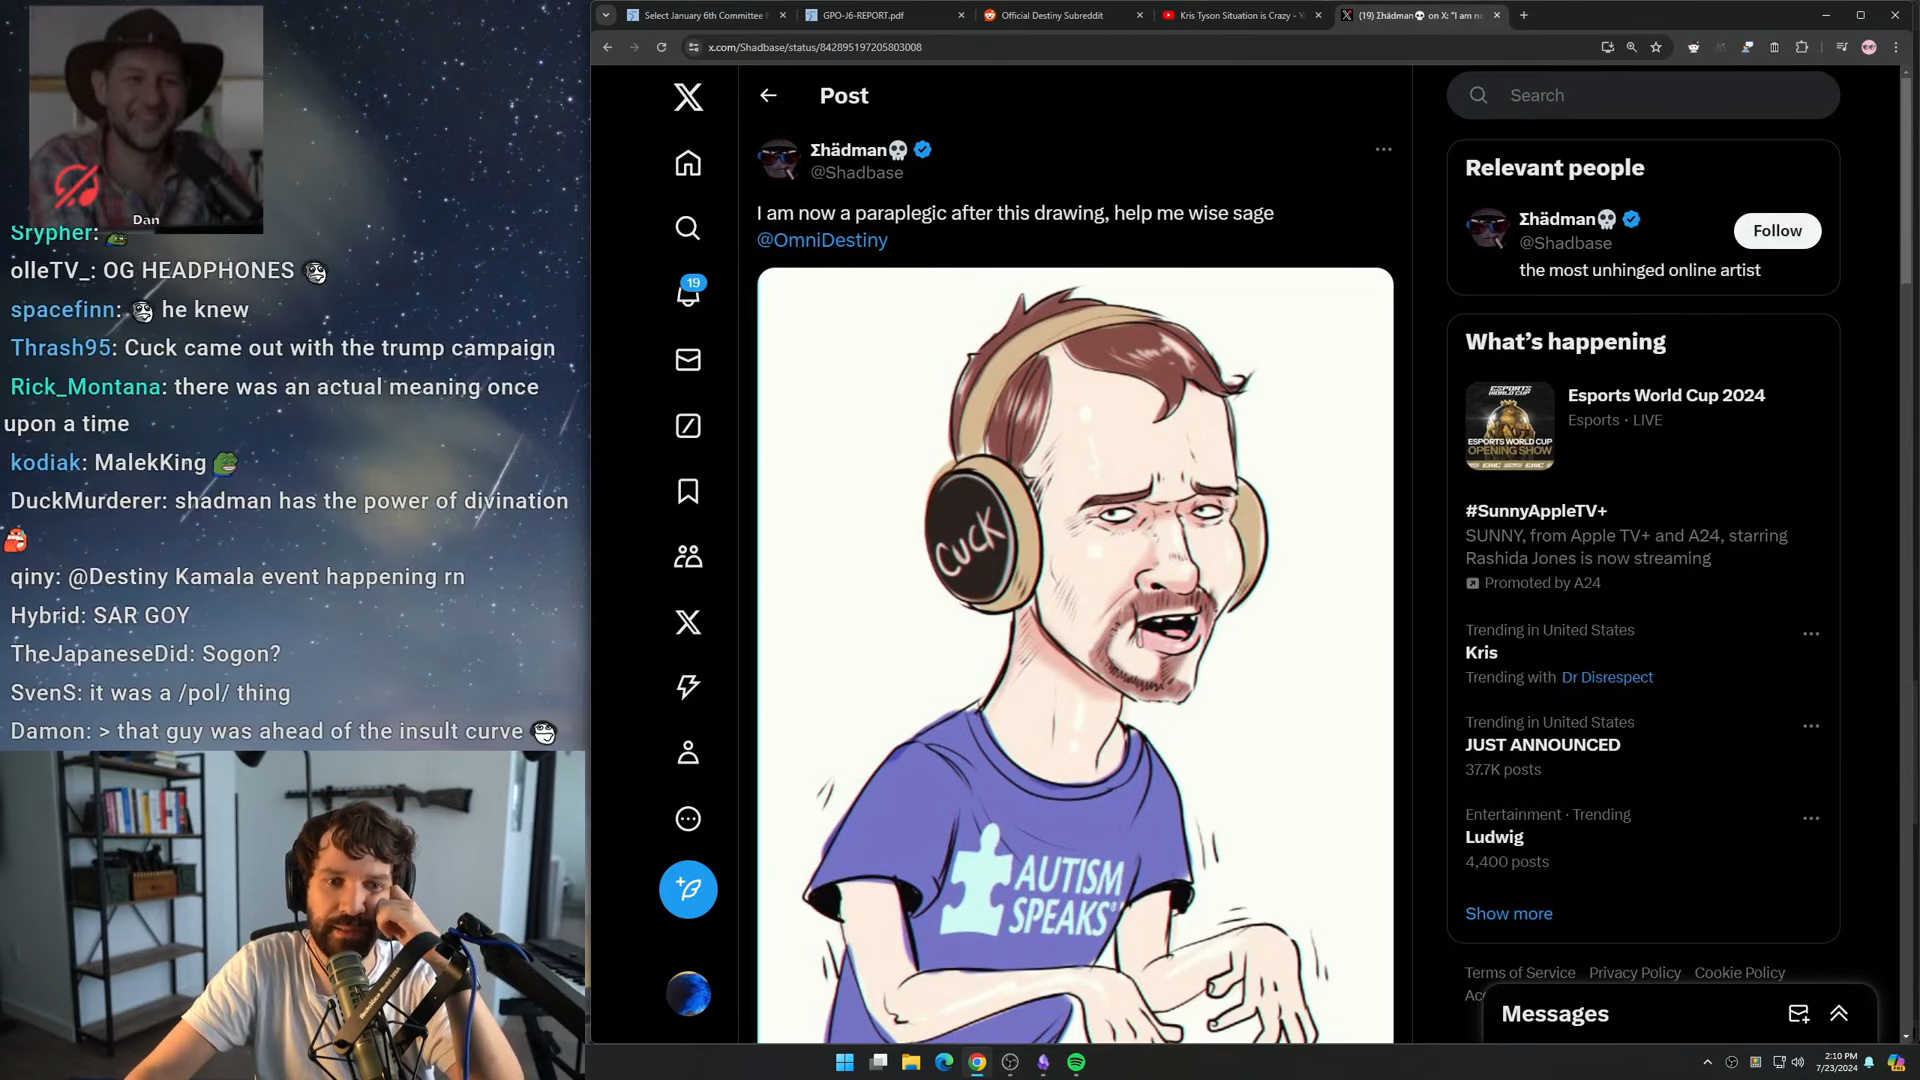 Select January 6th Committee F
GPO-J6-REPORT.pdf
Official Destiny Subreddit
Kris Tyson Situation is Crazy - Y
(19) Σhädman💀 on X: "I am no
x.com/Shadbase/status/842895197205803008
Dan
Srypher:
olleTV_: OG HEADPHONES
spacefinn: he knew
Thrash95: Cuck came out with the trump campaign
Rick_Montana: there was an actual meaning once
upon a time
kodiak: MalekKing
DuckMurderer: shadman has the power of divination
qiny: @Destiny Kamala event happening rn
Hybrid: SAR GOY
TheJapaneseDid: Sogon?
SvenS: it was a /pol/ thing
Damon: > that guy was ahead of the insult curve
19
Post
Σhädman💀
@Shadbase
I am now a paraplegic after this drawing, help me wise sage
@OmniDestiny
CUCK
AUTISM
SPEAKS®
Search
Relevant people
Σhädman💀
@Shadbase
Follow
the most unhinged online artist
What's happening
ESPORTS
WORLD CUP
ESPORTS WORLD CUP
OPENING SHOW
Esports World Cup 2024
Esports · LIVE
#SunnyAppleTV+
SUNNY, from Apple TV+ and A24, starring
Rashida Jones is now streaming
Promoted by A24
Trending in United States
Kris
Trending with Dr Disrespect
Trending in United States
JUST ANNOUNCED
37.7K posts
Entertainment · Trending
Ludwig
4,400 posts
Show more
Terms of Service Privacy Policy Cookie Policy
Messages
2:10 PM
7/23/2024